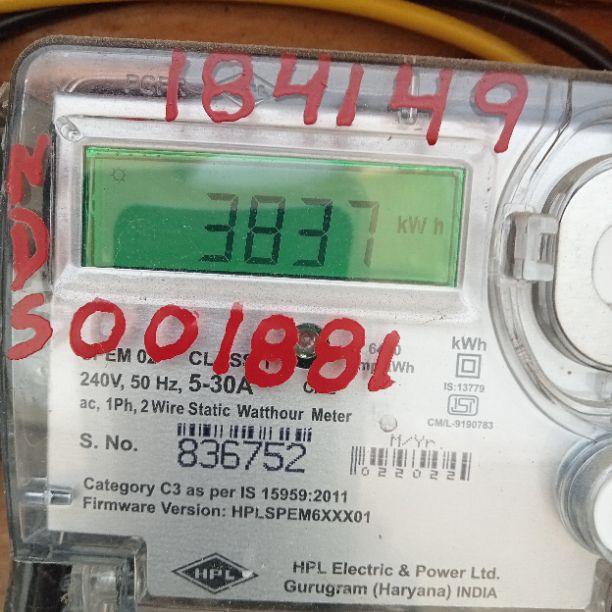 184149
3837 kWh
NDS
001881
CLASS
kWh
240V, 50 Hz, 5-30A
IS:13779
ac, 1Ph, 2 Wire Static Watthour Meter
CM/L-9190783
S. No.
836752
M/Yr.
022022
Category C3 as per IS 15959:2011
Firmware Version: HPLSPEM6XXX01
HPL
HPL Electric & Power Ltd.
Gurugram (Haryana) INDIA